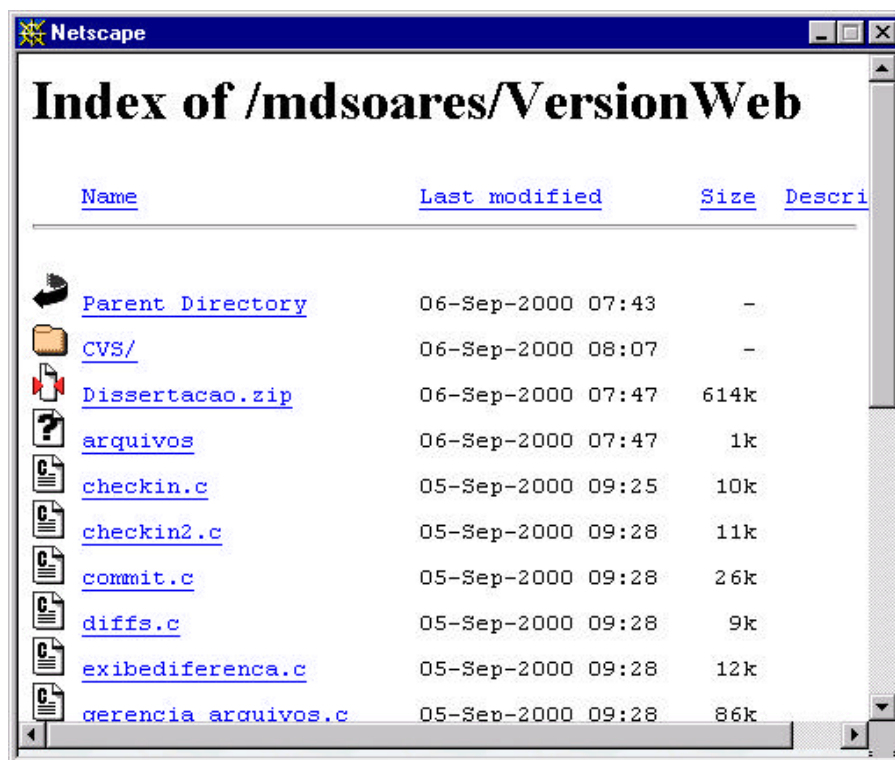 Netscape
Index of /mdsoares/VersionWeb
Name Last modified Size Descri
Parent Directory 06-Sep-2000 07:43 -
CVS/ 06-Sep-2000 08:07 -
Dissertacao.zip 06-Sep-2000 07:47 614k
arquivos 06-Sep-2000 07:47 1k
checkin.c 05-Sep-2000 09:25 10k
checkin2.c 05-Sep-2000 09:28 11k
commit.c 05-Sep-2000 09:28 26k
diffs.c 05-Sep-2000 09:28 9k
exibediferenca.c 05-Sep-2000 09:28 12k
gerencia_arquivos.c 05-Sep-2000 09:28 86k